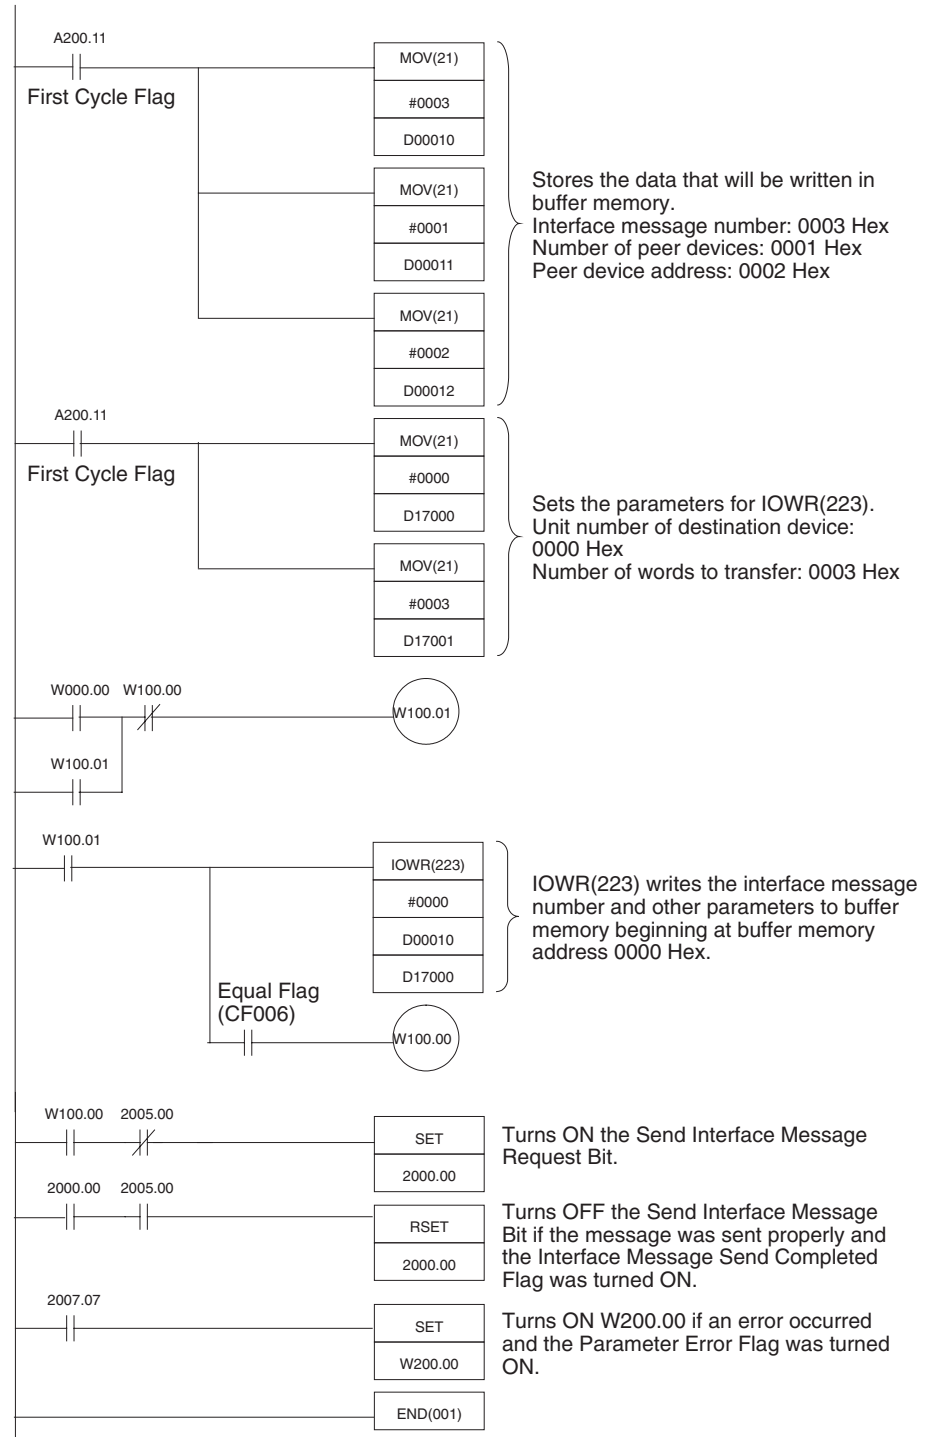 A200.11
First Cycle Flag
MOV(21)
#0003
D00010
MOV(21)
#0001
D00011
MOV(21)
#0002
D00012
Stores the data that will be written in
buffer memory.
Interface message number: 0003 Hex
Number of peer devices: 0001 Hex
Peer device address: 0002 Hex
A200.11
First Cycle Flag
MOV(21)
#0000
D17000
MOV(21)
#0003
D17001
Sets the parameters for IOWR(223).
Unit number of destination device:
0000 Hex
Number of words to transfer: 0003 Hex
W000.00 W100.00
W100.01
W100.01
W100.01
IOWR(223)
#0000
D00010
D17000
IOWR(223) writes the interface message
number and other parameters to buffer
memory beginning at buffer memory
address 0000 Hex.
Equal Flag
(CF006)
W100.00
W100.00 2005.00
SET
2000.00
Turns ON the Send Interface Message
Request Bit.
2000.00 2005.00
RSET
2000.00
Turns OFF the Send Interface Message
Bit if the message was sent properly and
the Interface Message Send Completed
Flag was turned ON.
2007.07
SET
W200.00
Turns ON W200.00 if an error occurred
and the Parameter Error Flag was turned
ON.
END(001)